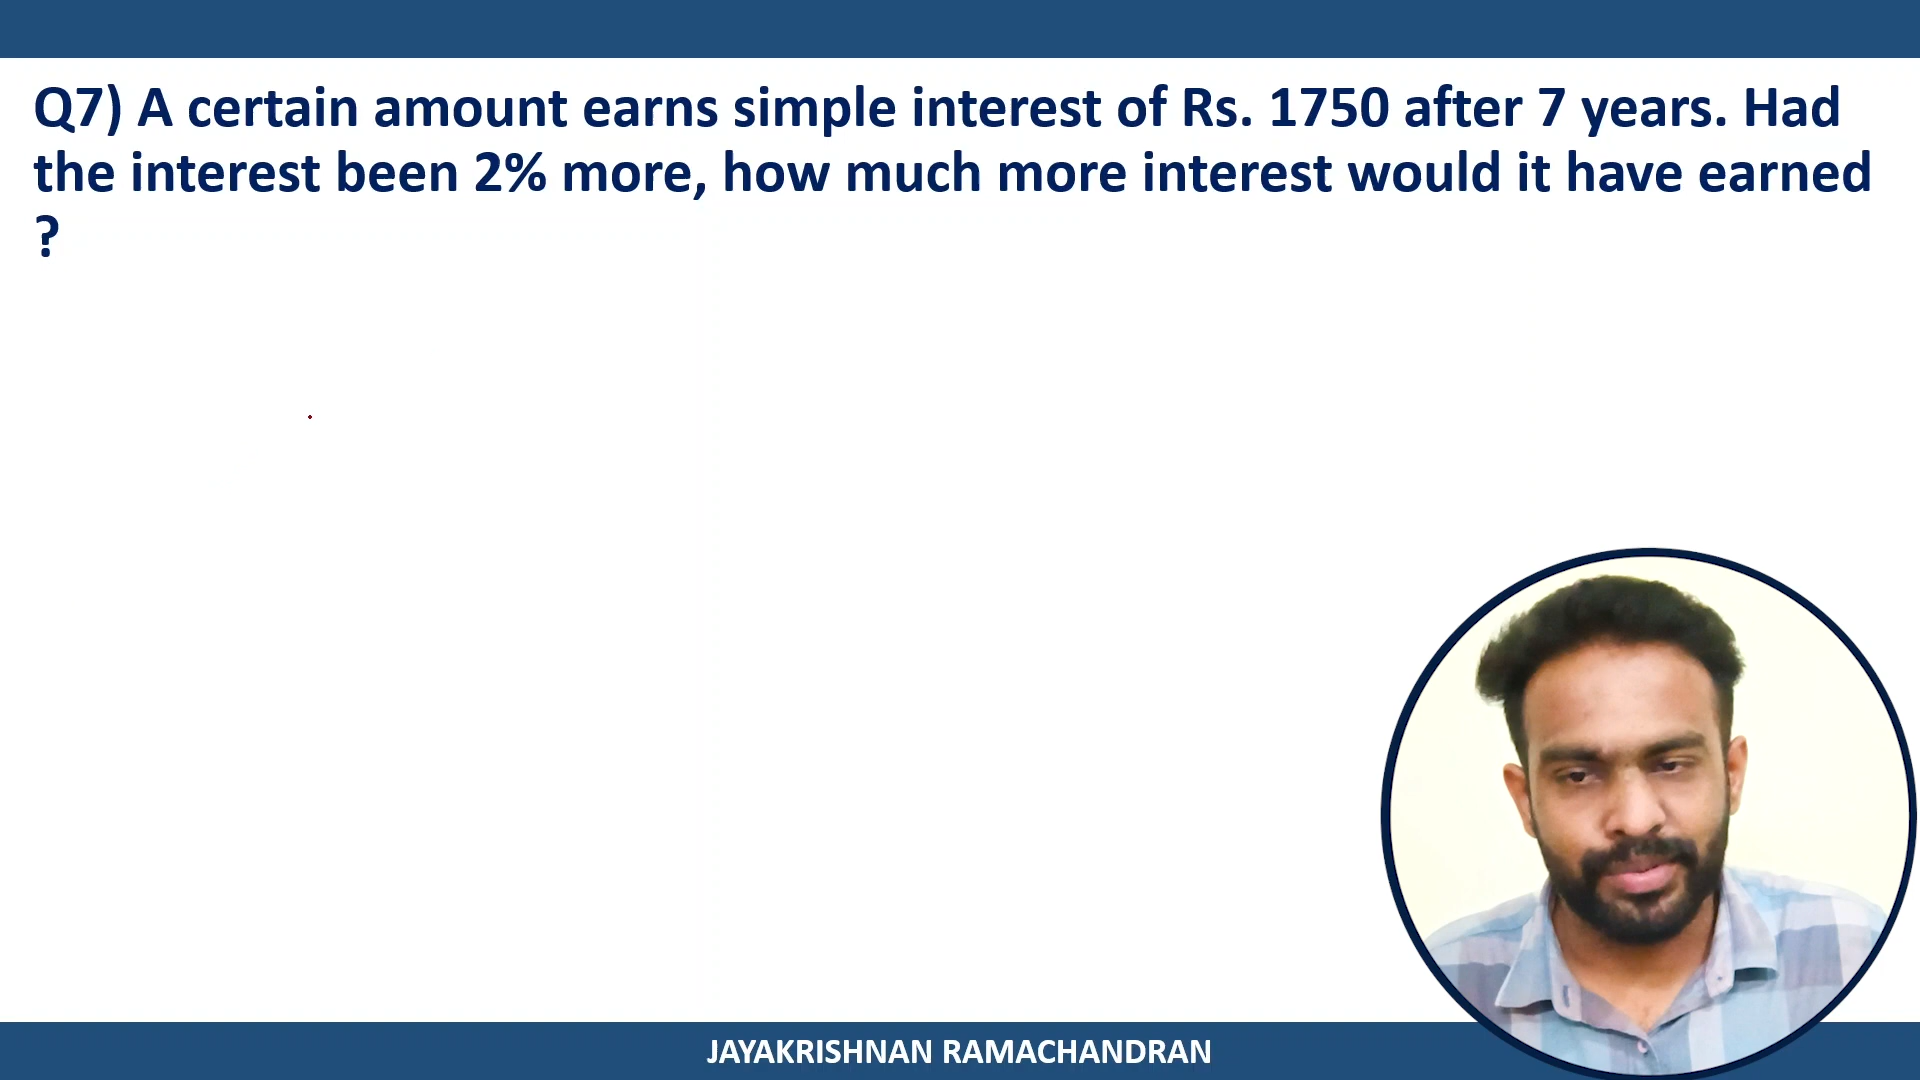 Q7) A certain amount earns simple interest of Rs. 1750 after 7 years. Had
the interest been 2% more, how much more interest would it have earned
?
JAYAKRISHNAN RAMACHANDRAN